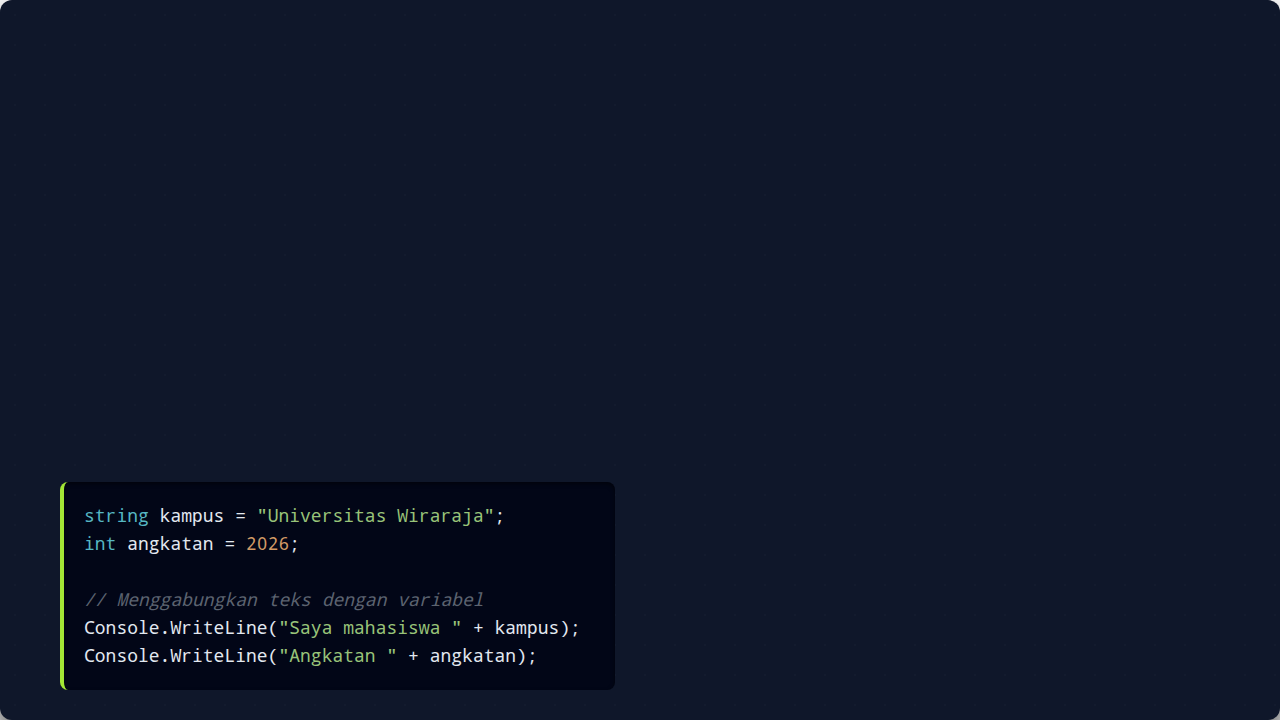 string kampus = "Universitas Wiraraja";
int angkatan = 2026;

// Menggabungkan teks dengan variabel
Console.WriteLine("Saya mahasiswa " + kampus);
Console.WriteLine("Angkatan " + angkatan);